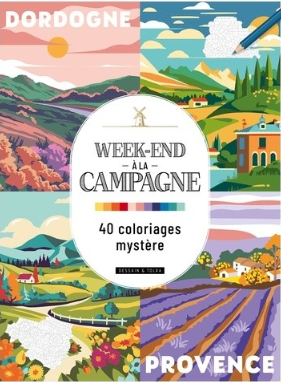 DORDOGNE
WEEK-END
À LA
CAMPAGNE
40 coloriages
mystère
DESSAIN & TOLRA
PROVENCE